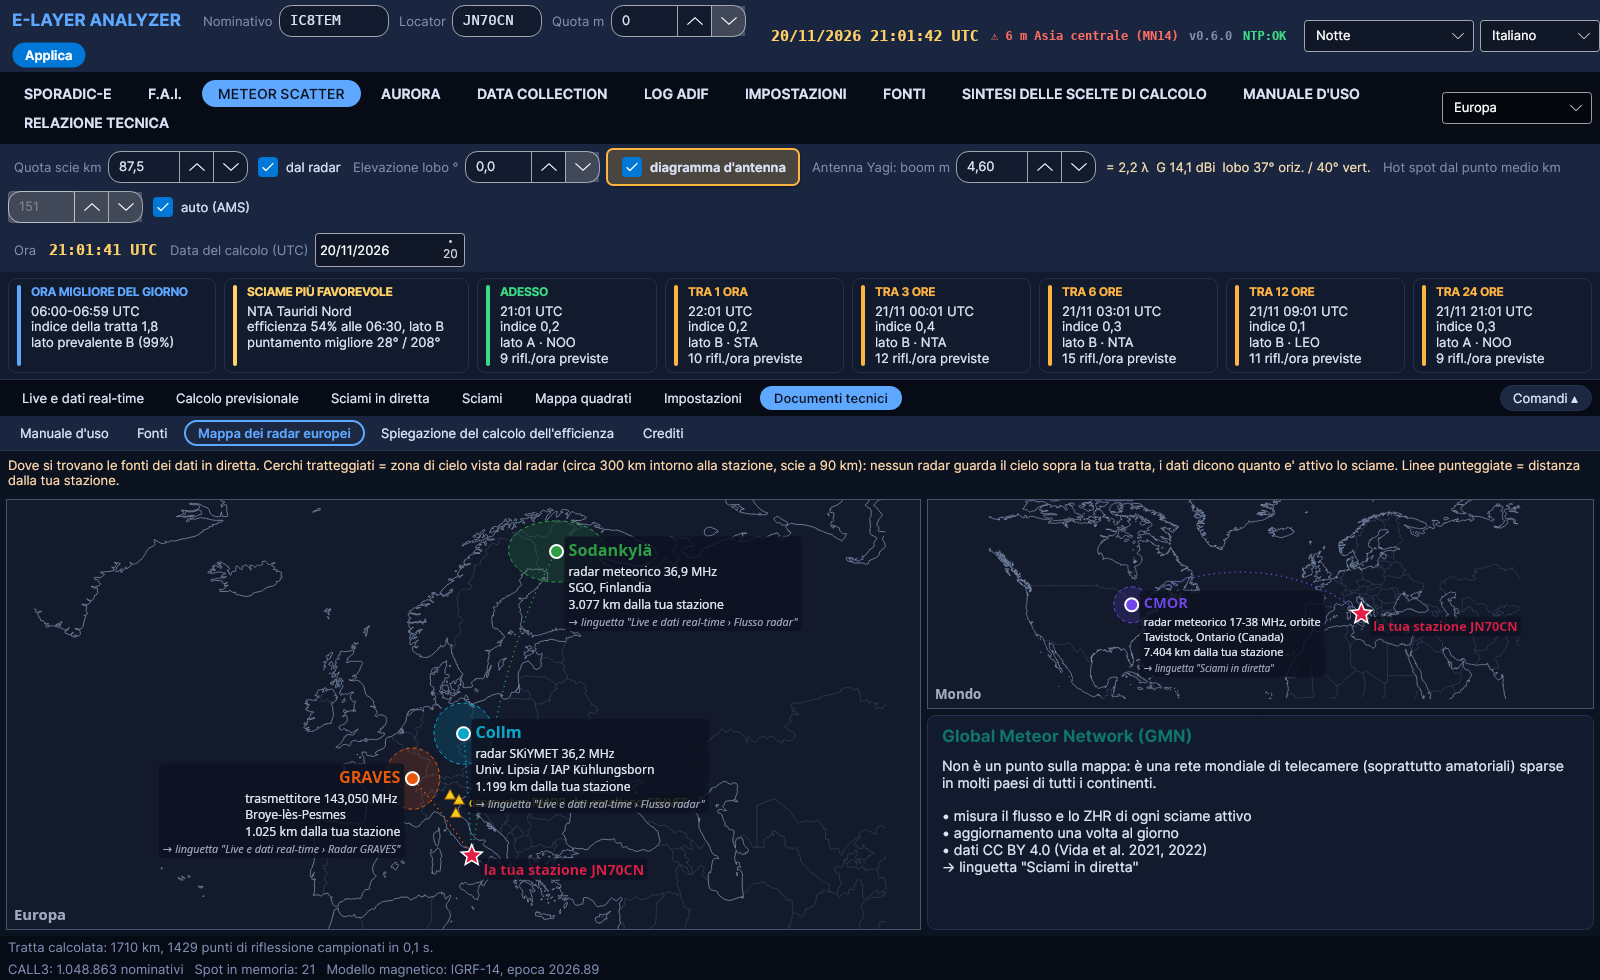 E-LAYER ANALYZER Nominativo IC8TEM Locator JN70CN Quota m 0
20/11/2026 21:01:42 UTC ⚠ 6 m Asia centrale (MN14) v0.6.0 NTP:OK Notte Italiano
Applica
SPORADIC-E F.A.I. METEOR SCATTER AURORA DATA COLLECTION LOG ADIF IMPOSTAZIONI FONTI SINTESI DELLE SCELTE DI CALCOLO MANUALE D'USO
RELAZIONE TECNICA
Europa
Quota scie km 87,5 dal radar Elevazione lobo ° 0,0 diagramma d'antenna Antenna Yagi: boom m 4,60 = 2,2 λ G 14,1 dBi lobo 37° oriz. / 40° vert. Hot spot dal punto medio km
151 auto (AMS)
Ora 21:01:41 UTC Data del calcolo (UTC) 20/11/2026 20
ORA MIGLIORE DEL GIORNO
06:00-06:59 UTC
indice della tratta 1,8
lato prevalente B (99%)
SCIAME PIÙ FAVOREVOLE
NTA Tauridi Nord
efficienza 54% alle 06:30, lato B
puntamento migliore 28° / 208°
ADESSO
21:01 UTC
indice 0,2
lato A · NOO
9 rifl./ora previste
TRA 1 ORA
22:01 UTC
indice 0,2
lato B · STA
10 rifl./ora previste
TRA 3 ORE
21/11 00:01 UTC
indice 0,4
lato B · NTA
12 rifl./ora previste
TRA 6 ORE
21/11 03:01 UTC
indice 0,3
lato B · NTA
15 rifl./ora previste
TRA 12 ORE
21/11 09:01 UTC
indice 0,1
lato B · LEO
11 rifl./ora previste
TRA 24 ORE
21/11 21:01 UTC
indice 0,3
lato A · NOO
9 rifl./ora previste
Live e dati real-time Calcolo previsionale Sciami in diretta Sciami Mappa quadrati Impostazioni Documenti tecnici Comandi ▴
Manuale d'uso Fonti Mappa dei radar europei Spiegazione del calcolo dell'efficienza Crediti
Dove si trovano le fonti dei dati in diretta. Cerchi tratteggiati = zona di cielo vista dal radar (circa 300 km intorno alla stazione, scie a 90 km): nessun radar guarda il cielo sopra la tua tratta, i dati dicono quanto e' attivo lo sciame. Linee punteggiate = distanza
dalla tua stazione.
Sodankylä
radar meteorico 36,9 MHz
SGO, Finlandia
3.077 km dalla tua stazione
→ linguetta "Live e dati real-time › Flusso radar"
Collm
radar SKiYMET 36,2 MHz
Univ. Lipsia / IAP Kühlungsborn
1.199 km dalla tua stazione
→ linguetta "Live e dati real-time › Flusso radar"
GRAVES
trasmettitore 143,050 MHz
Broye-lès-Pesmes
1.025 km dalla tua stazione
→ linguetta "Live e dati real-time › Radar GRAVES"
la tua stazione JN70CN
Europa
CMOR
radar meteorico 17-38 MHz, orbite
Tavistock, Ontario (Canada)
7.404 km dalla tua stazione
→ linguetta "Sciami in diretta"
la tua stazione JN70CN
Mondo
Global Meteor Network (GMN)
Non è un punto sulla mappa: è una rete mondiale di telecamere (soprattutto amatoriali) sparse
in molti paesi di tutti i continenti.
• misura il flusso e lo ZHR di ogni sciame attivo
• aggiornamento una volta al giorno
• dati CC BY 4.0 (Vida et al. 2021, 2022)
→ linguetta "Sciami in diretta"
Tratta calcolata: 1710 km, 1429 punti di riflessione campionati in 0,1 s.
CALL3: 1.048.863 nominativi Spot in memoria: 21 Modello magnetico: IGRF-14, epoca 2026.89